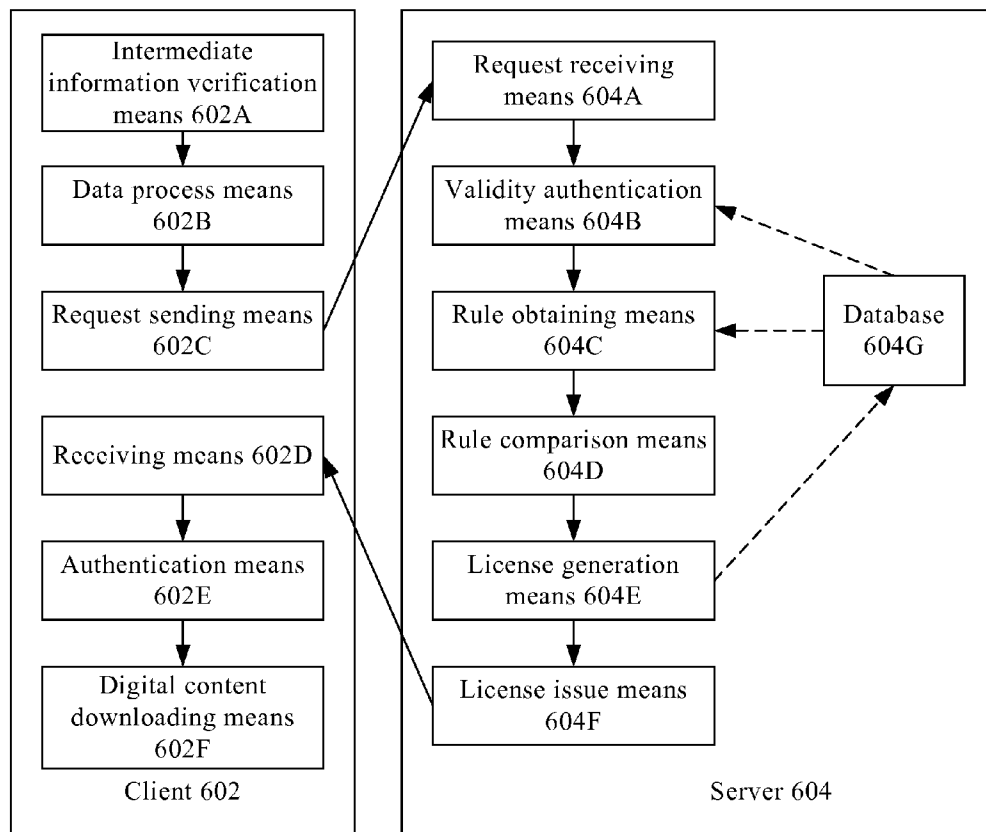 Intermediate
information verification
means 602A
Data process means
602B
Request sending means
602C
Receiving means 602D
Authentication means
602E
Digital content
downloading means
602F
Client 602
Request receiving
means 604A
Validity authentication
means 604B
Rule obtaining means
604C
Rule comparison means
604D
License generation
means 604E
License issue means
604F
Database
604G
Server 604